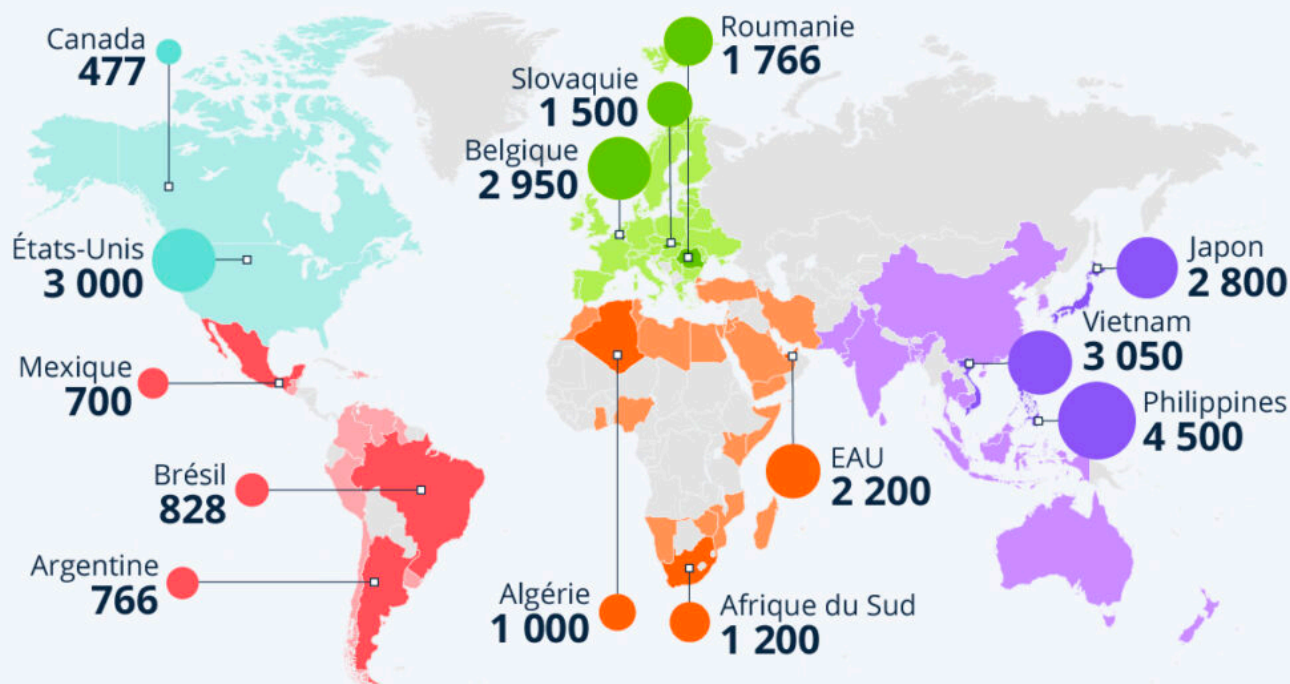 Canada
477
États-Unis
3 000
Mexique
700
Brésil
828
Argentine
766
Roumanie
1 766
Slovaquie
1 500
Belgique
2 950
Algérie
1 000
Afrique du Sud
1 200
EAU
2 200
Japon
2 800
Vietnam
3 050
Philippines
4 500